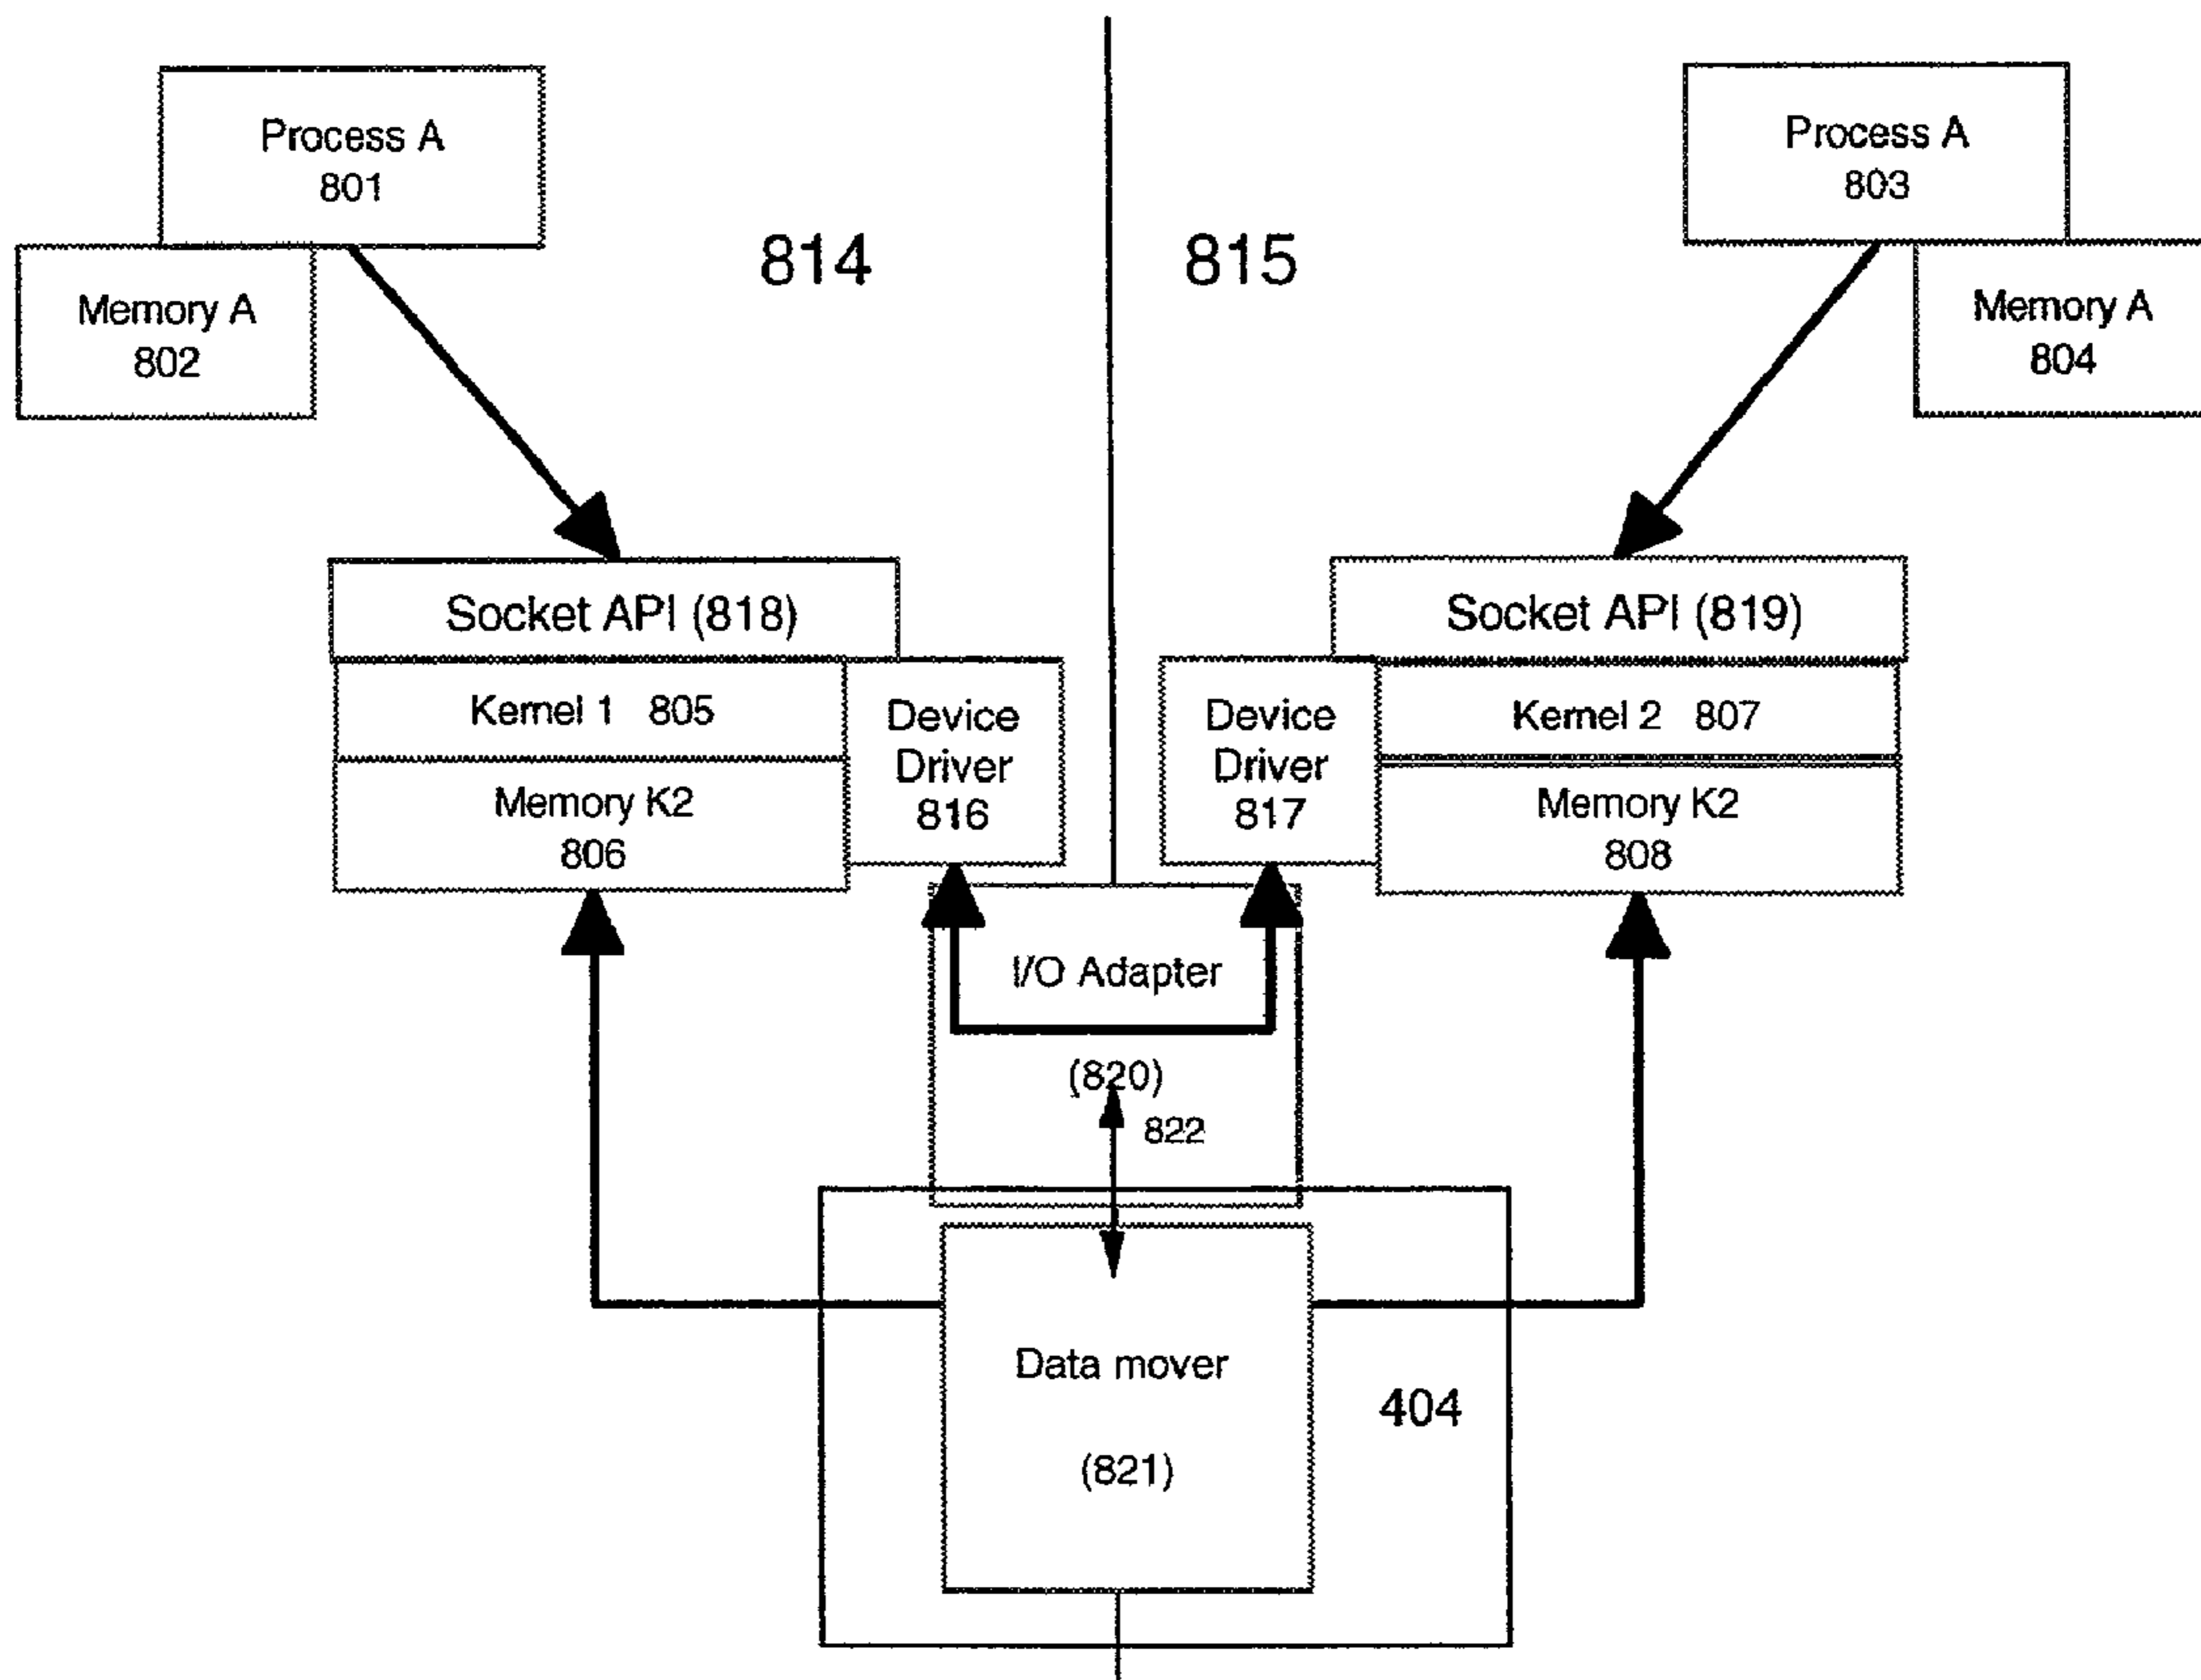 Process A
801
Memory A
802
814
815
Process A
803
Memory A
804
Socket API (818)
Kernel 1 805
Memory K2
806
Device
Driver
816
Socket API (819)
Device
Driver
817
Kernel 2 807
Memory K2
808
I/O Adapter
(820)
822
Data mover
(821)
404